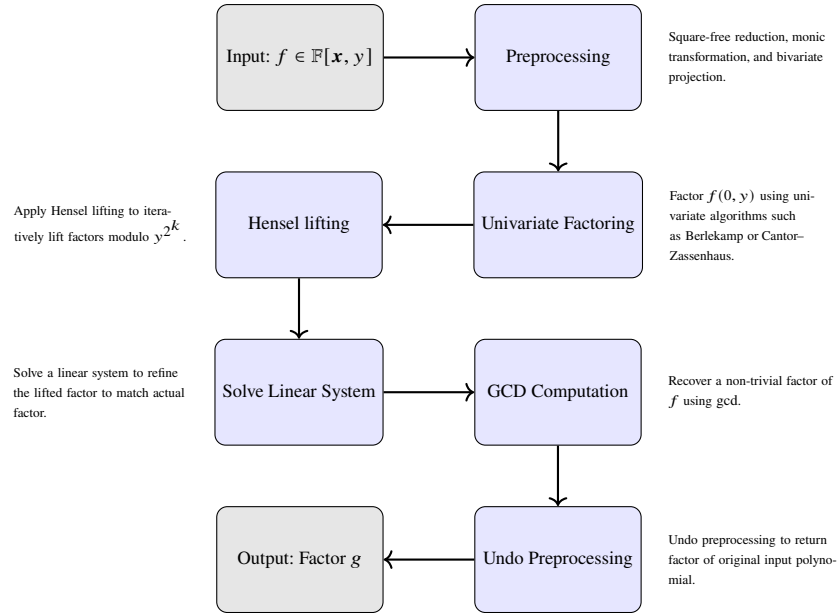 Input: f ∈ 𝔽[𝒙, y]
Preprocessing
Square-free reduction, monic
transformation, and bivariate
projection.
Apply Hensel lifting to itera-
tively lift factors modulo y^{2^k}.
Hensel lifting
Univariate Factoring
Factor f(0, y) using uni-
variate algorithms such
as Berlekamp or Cantor–
Zassenhaus.
Solve a linear system to refine
the lifted factor to match actual
factor.
Solve Linear System
GCD Computation
Recover a non-trivial factor of
f using gcd.
Output: Factor g
Undo Preprocessing
Undo preprocessing to return
factor of original input polyno-
mial.